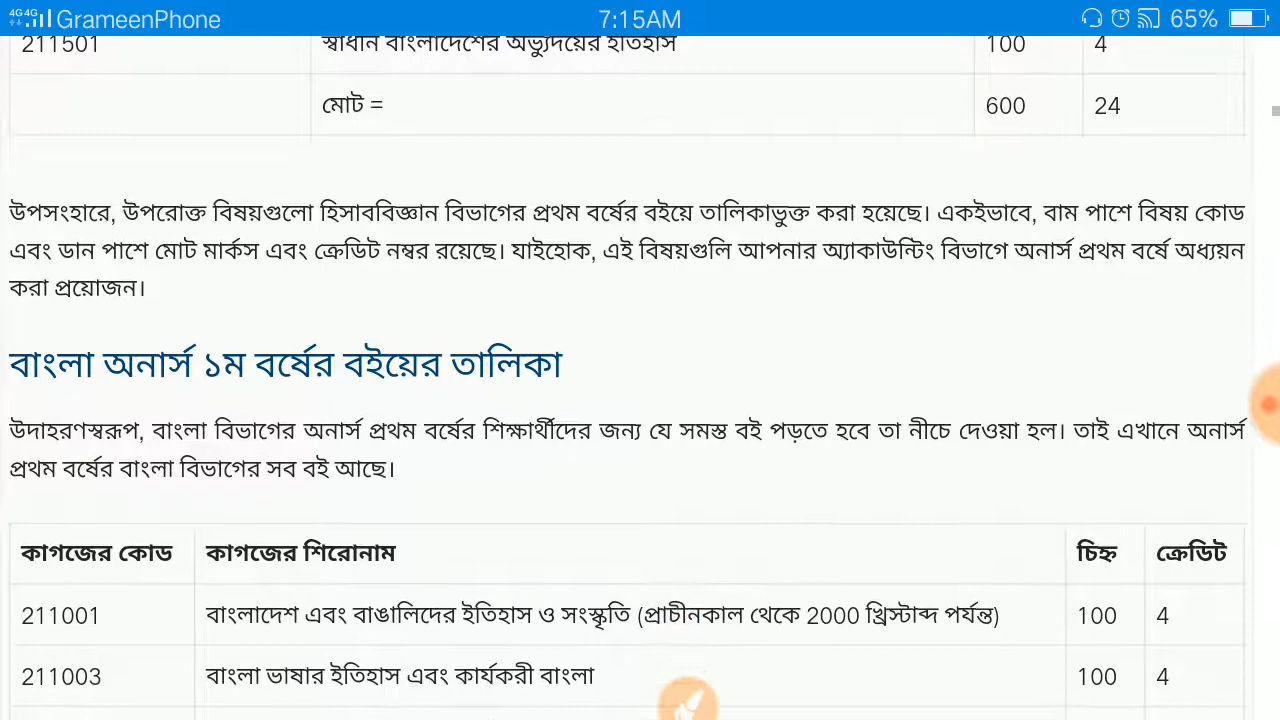 4G 4G GrameenPhone 7:15AM 65%
211501 স্বাধীন বাংলাদেশের অভ্যুদয়ের ইতিহাস 100 4
মোট = 600 24
উপসংহারে, উপরোক্ত বিষয়গুলো হিসাববিজ্ঞান বিভাগের প্রথম বর্ষের বইয়ে তালিকাভুক্ত করা হয়েছে। একইভাবে, বাম পাশে বিষয় কোড
এবং ডান পাশে মোট মার্কস এবং ক্রেডিট নম্বর রয়েছে। যাইহোক, এই বিষয়গুলি আপনার অ্যাকাউন্টিং বিভাগে অনার্স প্রথম বর্ষে অধ্যয়ন
করা প্রয়োজন।
বাংলা অনার্স ১ম বর্ষের বইয়ের তালিকা
উদাহরণস্বরূপ, বাংলা বিভাগের অনার্স প্রথম বর্ষের শিক্ষার্থীদের জন্য যে সমস্ত বই পড়তে হবে তা নীচে দেওয়া হল। তাই এখানে অনার্স
প্রথম বর্ষের বাংলা বিভাগের সব বই আছে।
কাগজের কোড কাগজের শিরোনাম চিহ্ন ক্রেডিট
211001 বাংলাদেশ এবং বাঙালিদের ইতিহাস ও সংস্কৃতি (প্রাচীনকাল থেকে 2000 খ্রিস্টাব্দ পর্যন্ত) 100 4
211003 বাংলা ভাষার ইতিহাস এবং কার্যকরী বাংলা 100 4